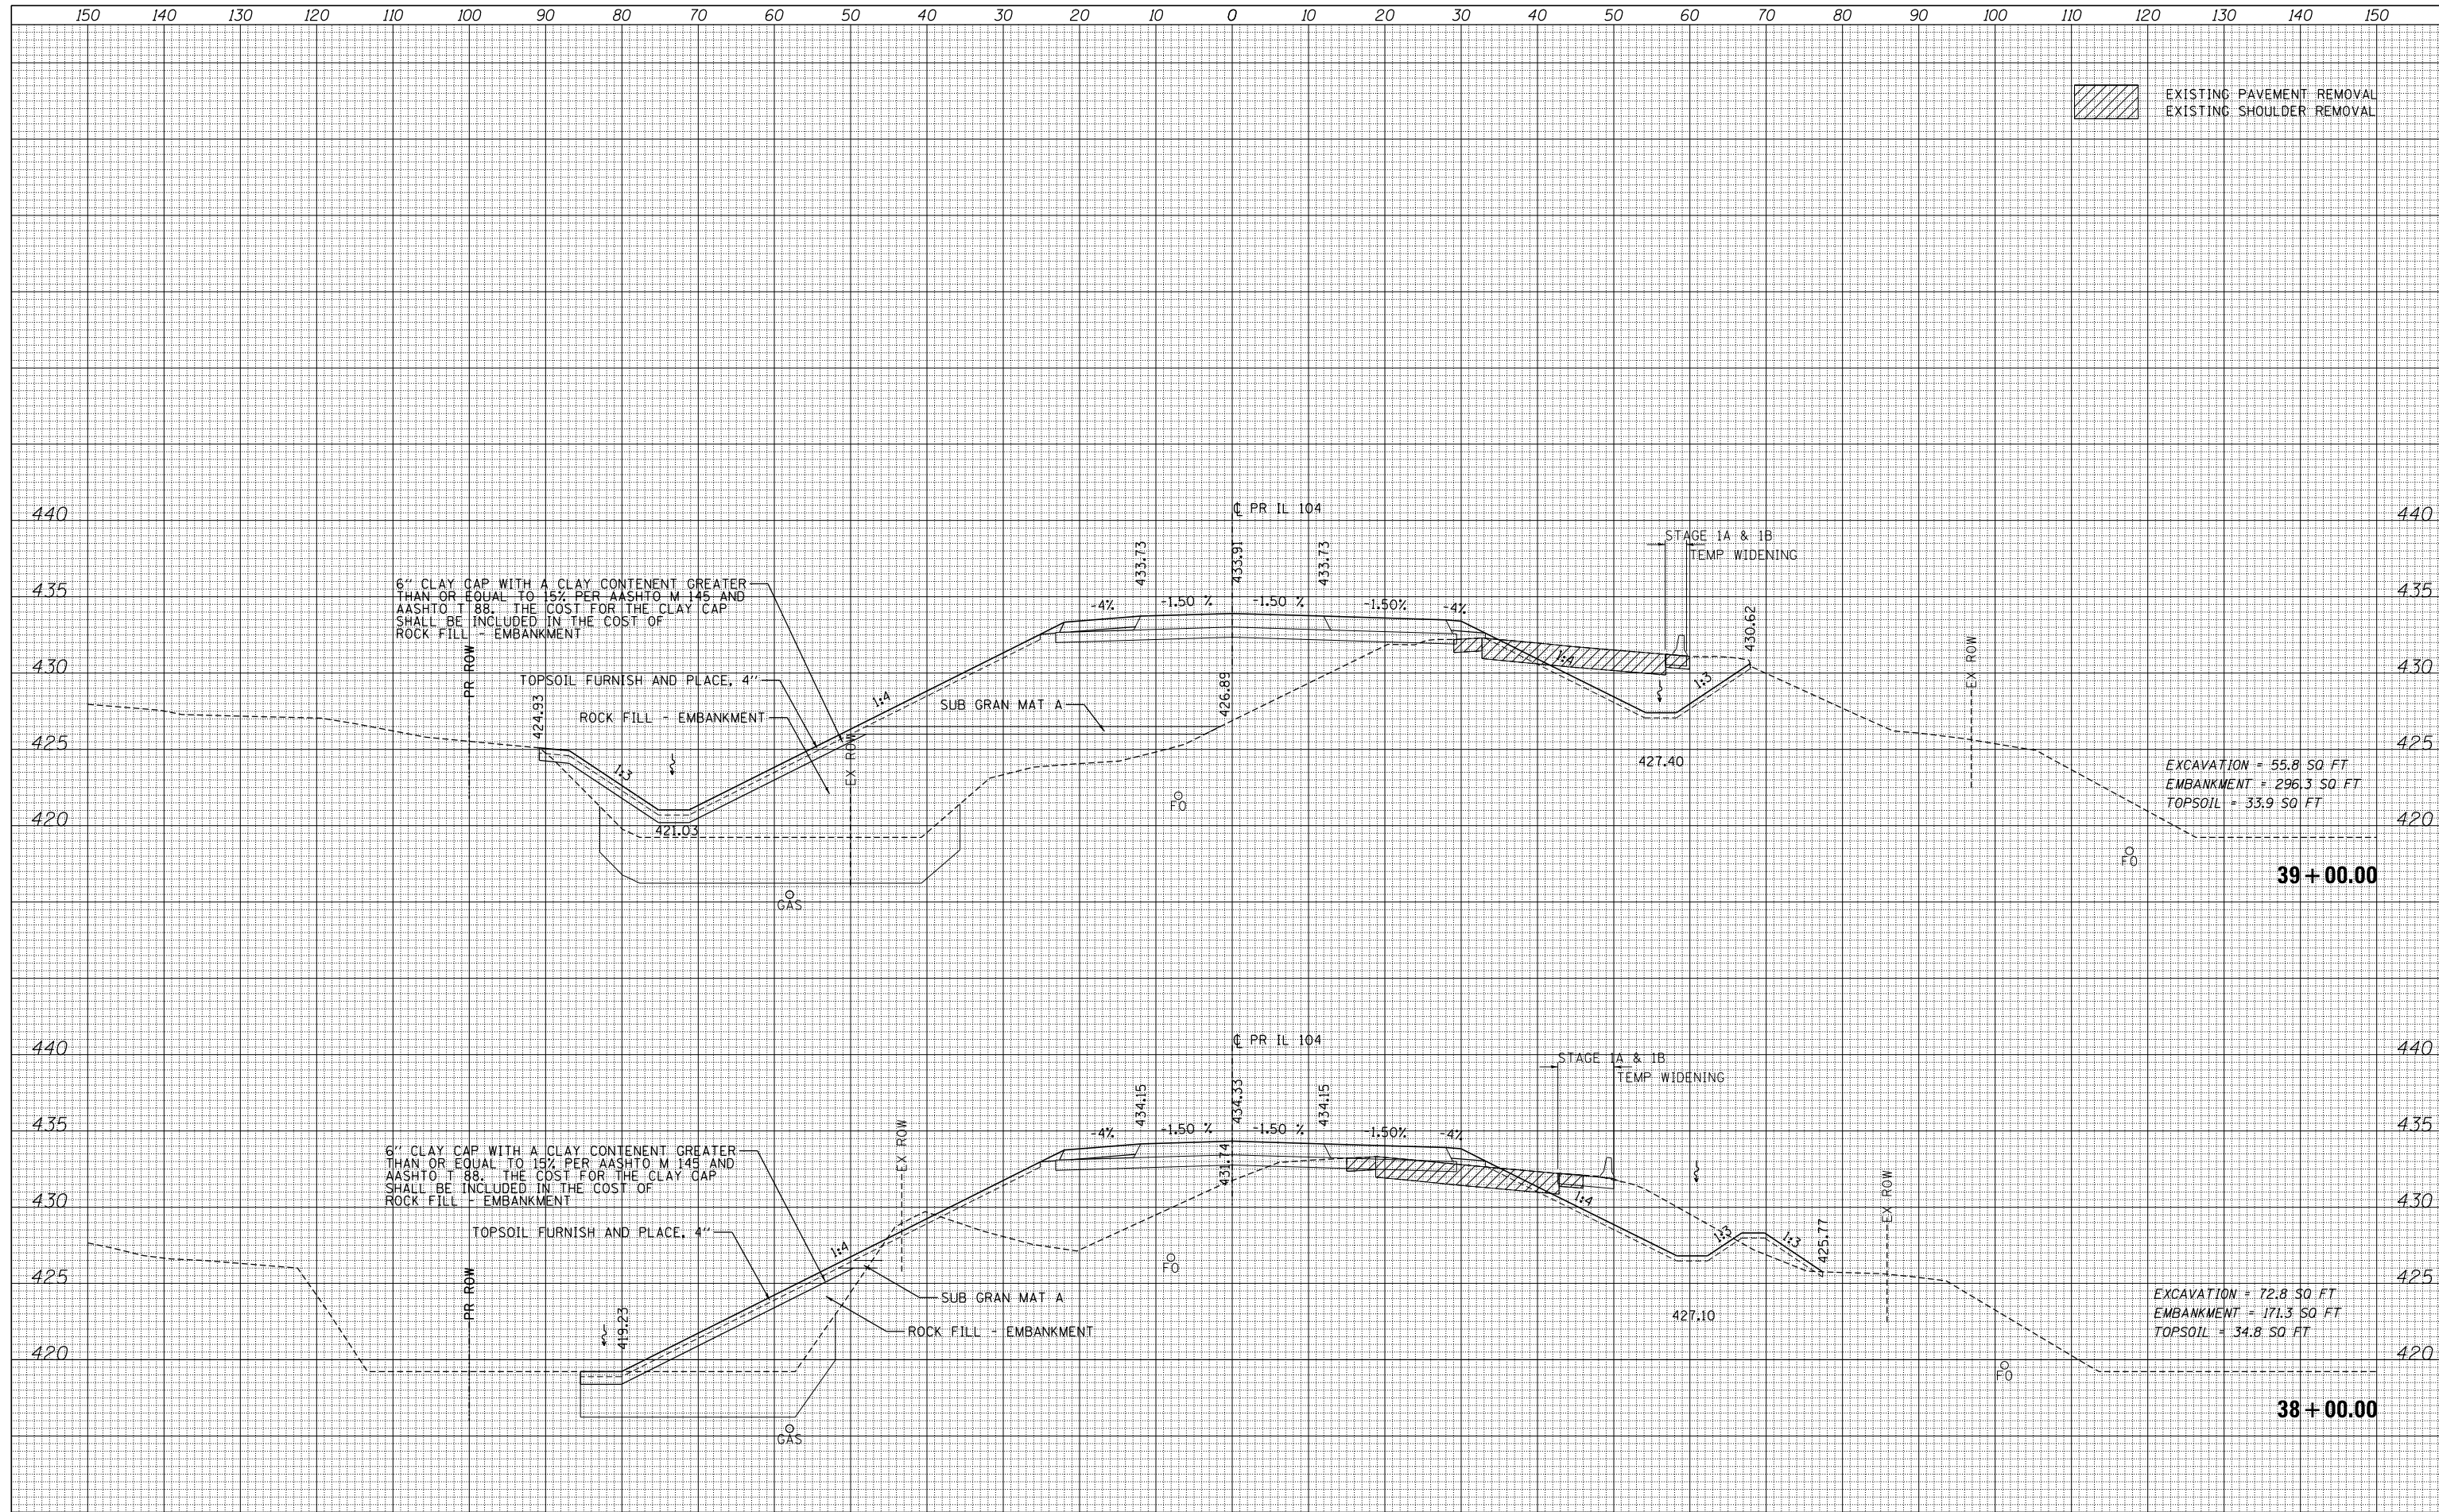 150 140 130 120 110 100 90 80 70 60 50 40 30 20 10 0 10 20 30 40 50 60 70 80 90 100 110 120 130 140 150
EXISTING PAVEMENT REMOVAL
EXISTING SHOULDER REMOVAL
440
℄ PR IL 104
440
STAGE 1A & 1B
TEMP WIDENING
433.73
433.91
433.73
6" CLAY CAP WITH A CLAY CONTENENT GREATER
THAN OR EQUAL TO 15% PER AASHTO M 145 AND
AASHTO T 88. THE COST FOR THE CLAY CAP
SHALL BE INCLUDED IN THE COST OF
ROCK FILL - EMBANKMENT
435
435
-4%
-1.50 %
-1.50 %
-1.50%
-4%
430.62
PR ROW
EX ROW
430
430
1:4
TOPSOIL FURNISH AND PLACE, 4"
1:3
1:4
426.89
SUB GRAN MAT A
424.93
ROCK FILL - EMBANKMENT
EX ROW
425
425
427.40
1:3
EXCAVATION = 55.8 SQ FT
EMBANKMENT = 296.3 SQ FT
TOPSOIL = 33.9 SQ FT
FO
420
421.03
420
FO
39+00.00
GAS
440
℄ PR IL 104
440
STAGE 1A & 1B
TEMP WIDENING
434.15
434.33
434.15
435
435
-4%
-1.50 %
-1.50 %
-1.50%
-4%
EX ROW
431.74
6" CLAY CAP WITH A CLAY CONTENENT GREATER
THAN OR EQUAL TO 15% PER AASHTO M 145 AND
AASHTO T 88. THE COST FOR THE CLAY CAP
SHALL BE INCLUDED IN THE COST OF
ROCK FILL - EMBANKMENT
430
430
1:4
EX ROW
TOPSOIL FURNISH AND PLACE, 4"
1:3
1:3
425.77
1:4
FO
425
425
PR ROW
SUB GRAN MAT A
EXCAVATION = 72.8 SQ FT
EMBANKMENT = 171.3 SQ FT
TOPSOIL = 34.8 SQ FT
427.10
419.23
ROCK FILL - EMBANKMENT
420
420
FO
38+00.00
GAS